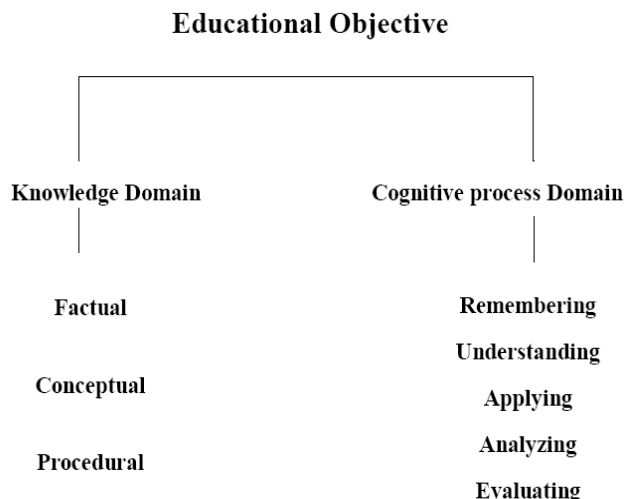 Educational Objective
Knowledge Domain
Cognitive process Domain
Factual
Conceptual
Procedural
Remembering
Understanding
Applying
Analyzing
Evaluating